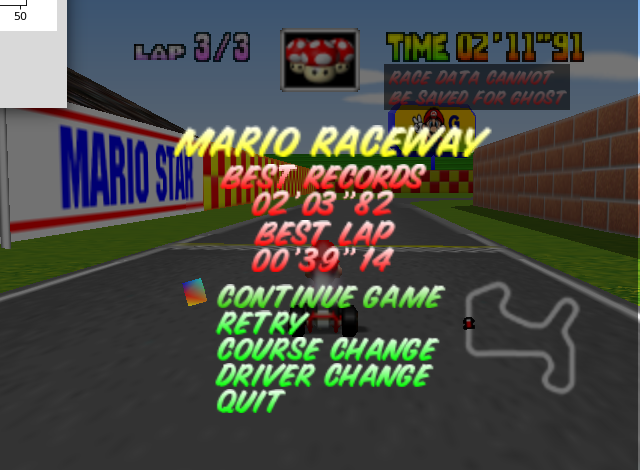 50
LAP 3/3
TIME 02'11"91
RACE DATA CANNOT
BE SAVED FOR GHOST
G
MARIO STAR
MARIO RACEWAY
BEST RECORDS
02'03"82
BEST LAP
00'39"14
CONTINUE GAME
RETRY
COURSE CHANGE
DRIVER CHANGE
QUIT